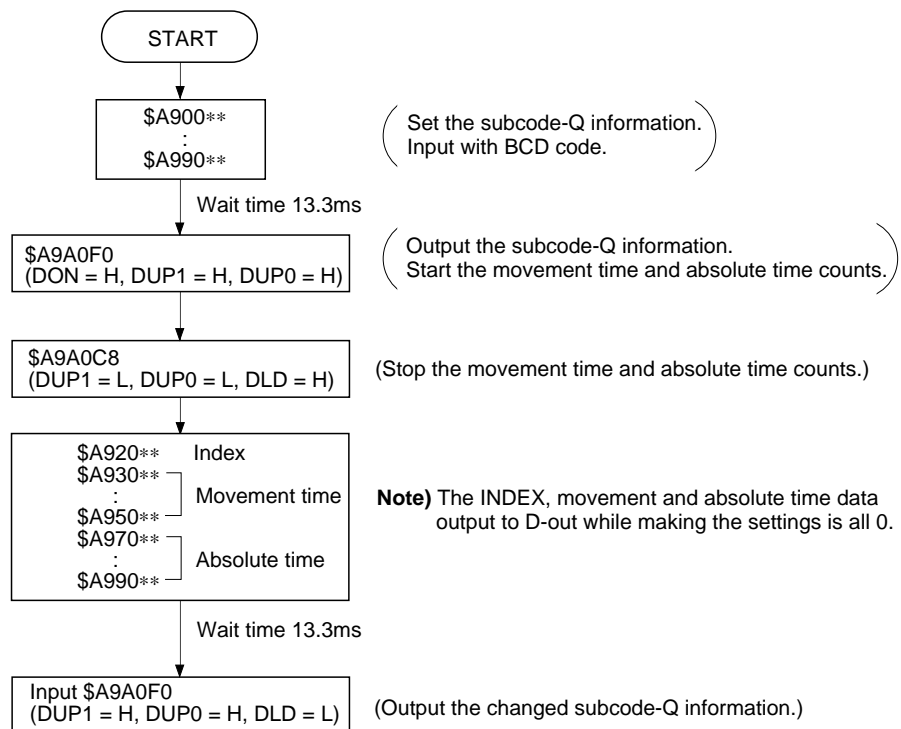 START
$A900**
:
$A990**
Set the subcode-Q information.
Input with BCD code.
Wait time 13.3ms
$A9A0F0
(DON = H, DUP1 = H, DUP0 = H)
Output the subcode-Q information.
Start the movement time and absolute time counts.
$A9A0C8
(DUP1 = L, DUP0 = L, DLD = H)
(Stop the movement time and absolute time counts.)
$A920** Index
$A930**
:
Movement time
$A950**
$A970**
:
Absolute time
$A990**
Note) The INDEX, movement and absolute time data
output to D-out while making the settings is all 0.
Wait time 13.3ms
Input $A9A0F0
(DUP1 = H, DUP0 = H, DLD = L)
(Output the changed subcode-Q information.)